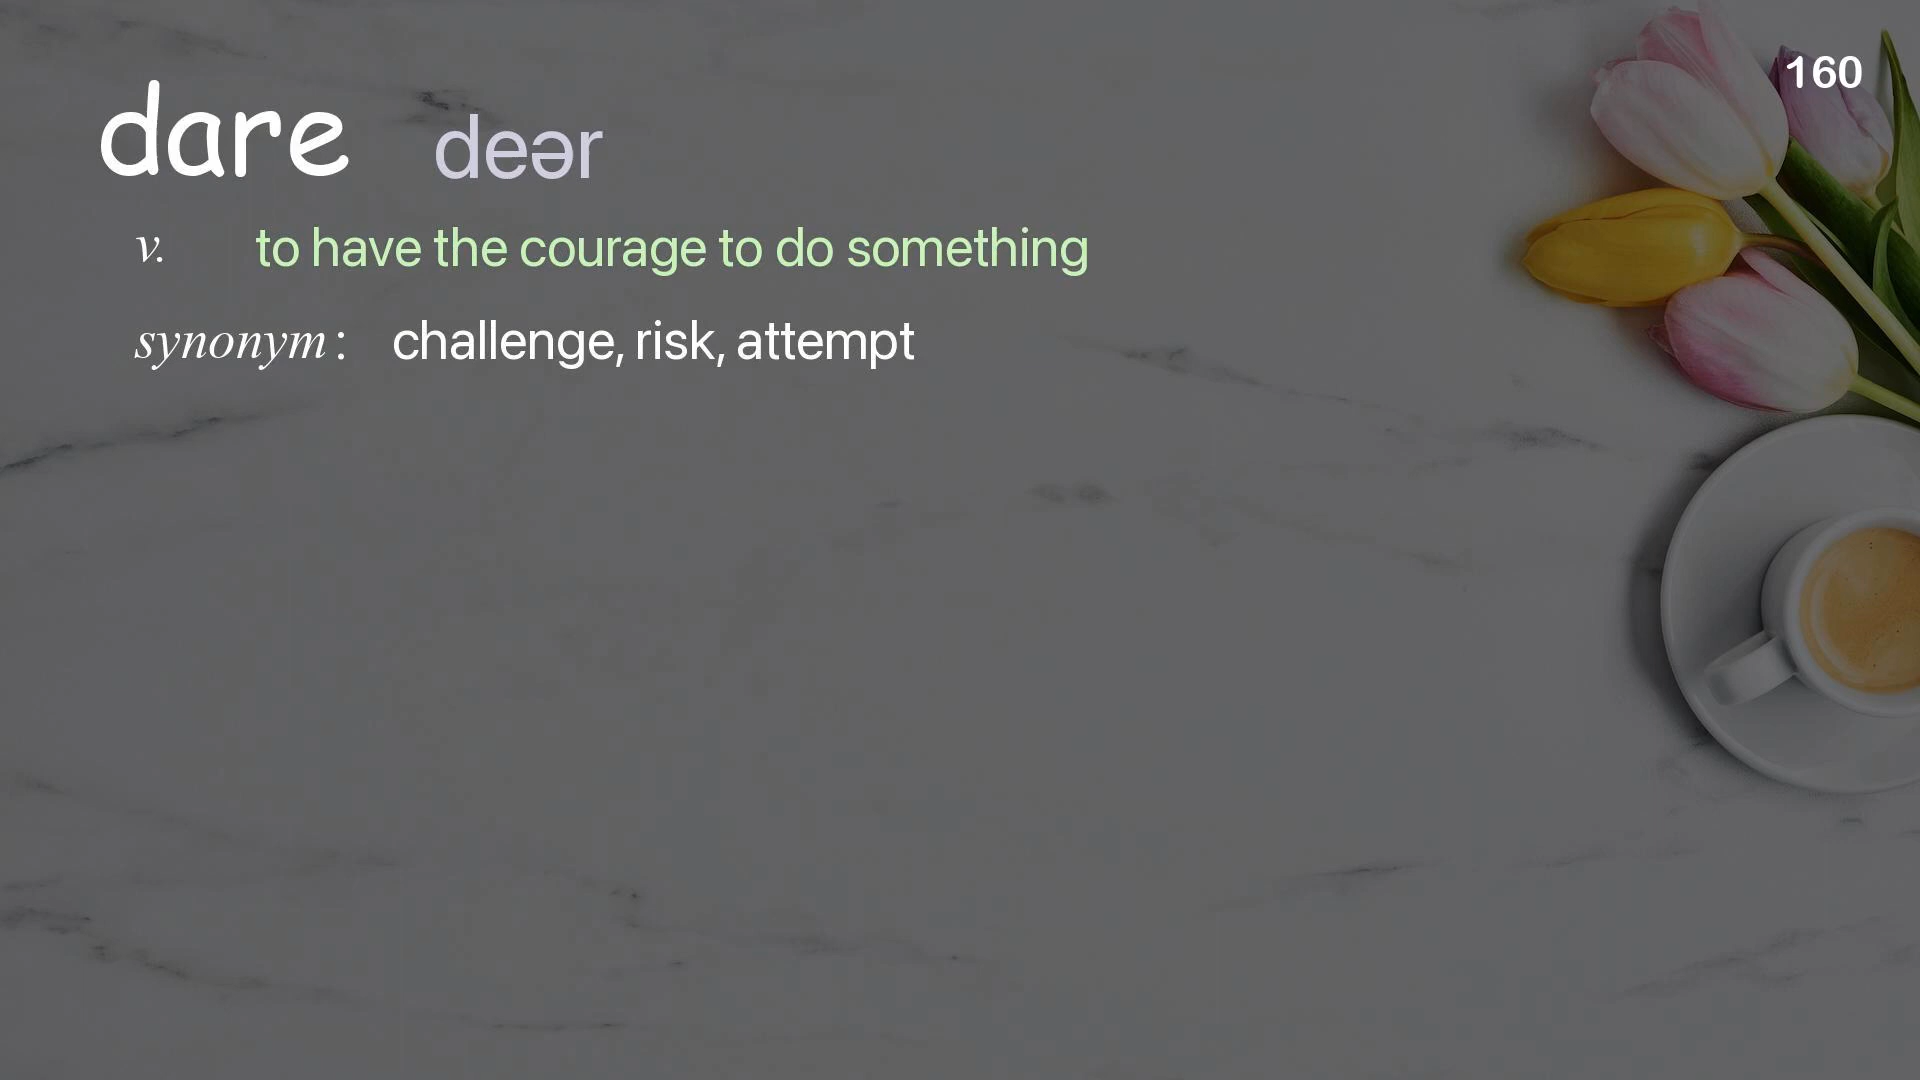 160
dare deər
v. to have the courage to do something
synonym : challenge, risk, attempt